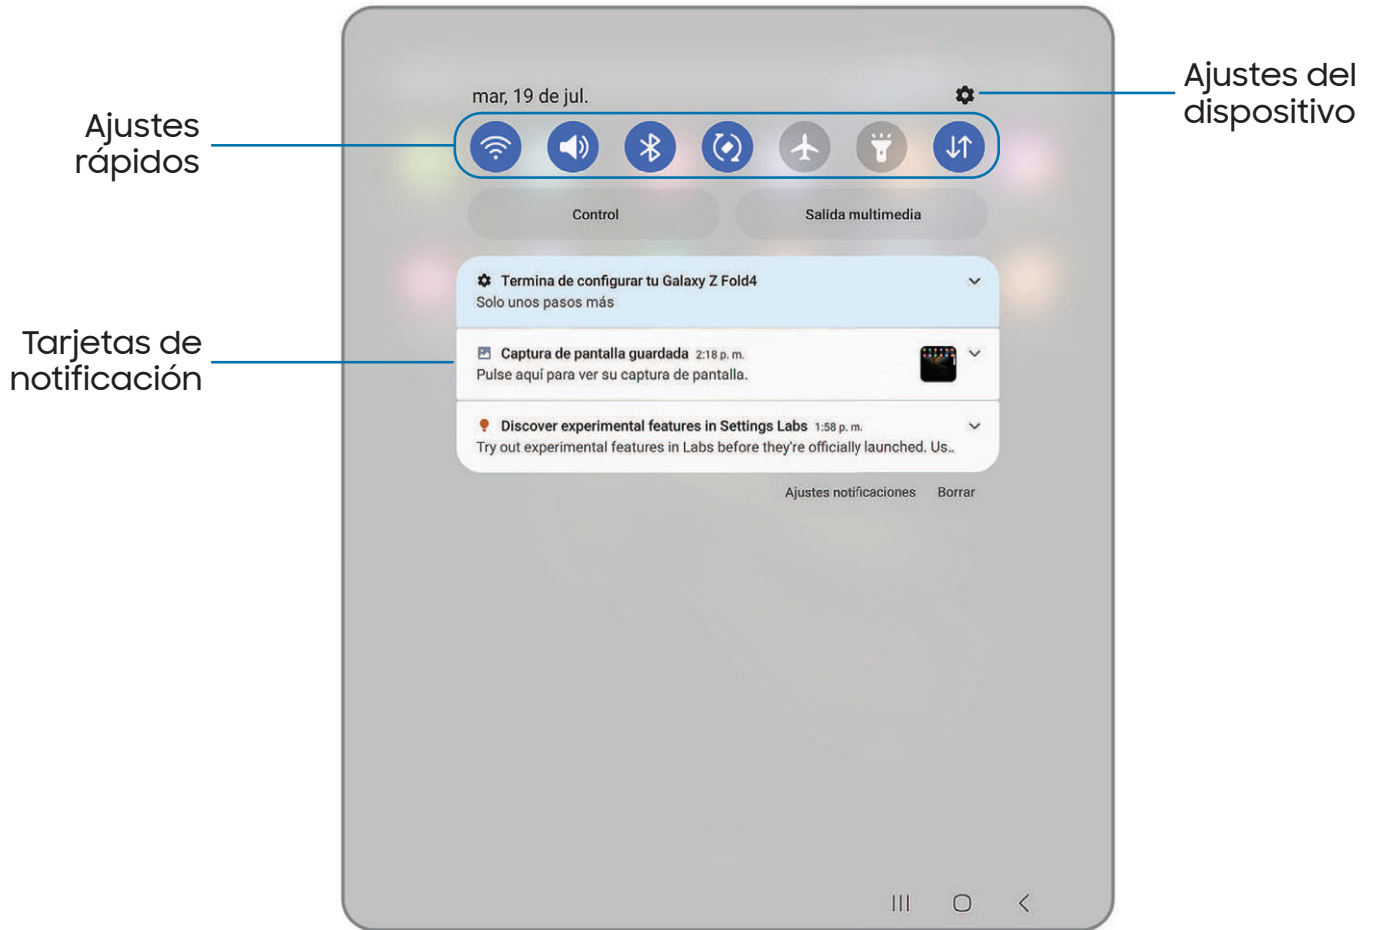 Ajustes del
dispositivo
mar, 19 de jul.
Ajustes
rápidos
Control
Salida multimedia
Termina de configurar tu Galaxy Z Fold4
Solo unos pasos más
Tarjetas de
notificación
Captura de pantalla guardada 2:18 p. m.
Pulse aquí para ver su captura de pantalla.
Discover experimental features in Settings Labs 1:58 p. m.
Try out experimental features in Labs before they're officially launched. Us..
Ajustes notificaciones
Borrar